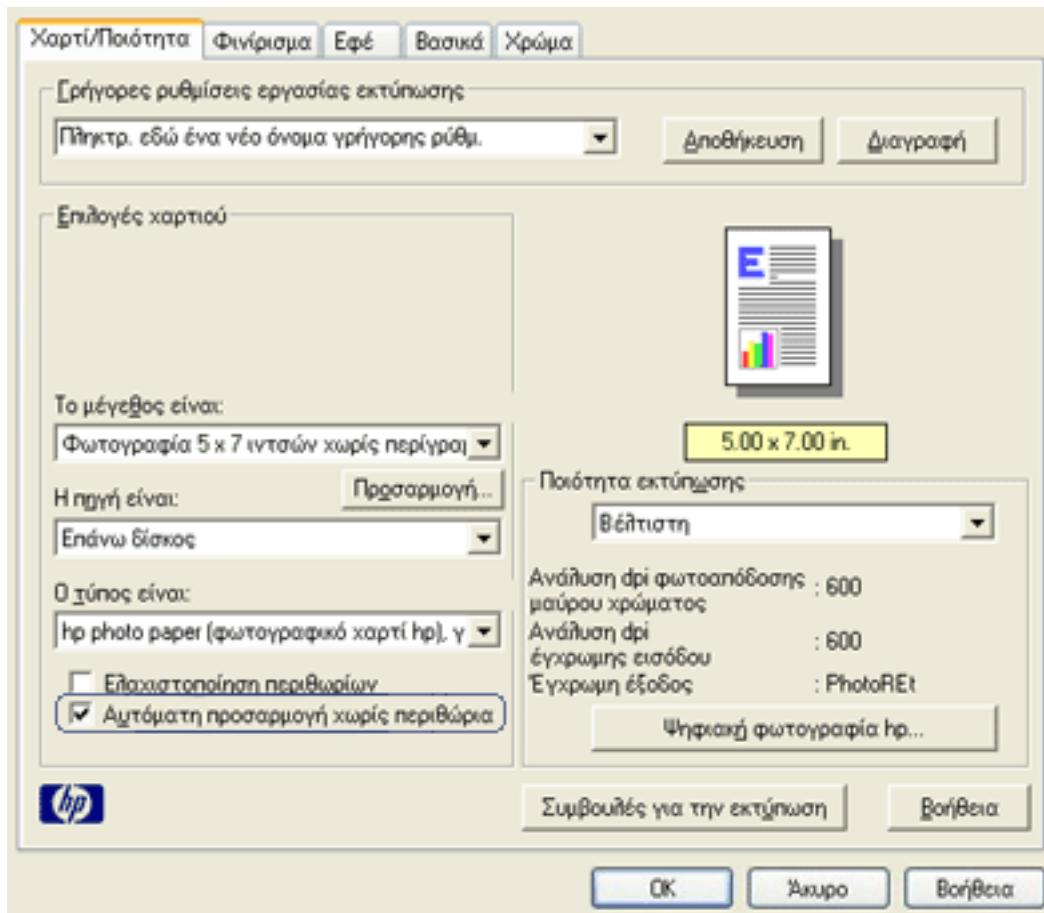 Χαρτί/Ποιότητα Φινίρισμα Εφέ Βασικά Χρώμα
Γρήγορες ρυθμίσεις εργασίας εκτύπωσης
Πληκτρ. εδώ ένα νέο όνομα γρήγορης ρύθμ.
Αποθήκευση
Διαγραφή
Επιλογές χαρτιού
E
Το μέγεθος είναι:
Φωτογραφία 5 x 7 ιντσών χωρίς περίγραμ
5.00 x 7.00 in.
Η πηγή είναι:
Προσαρμογή...
Επάνω δίσκος
Ο τύπος είναι:
hp photo paper (φωτογραφικό χαρτί hp), γ
Ελαχιστοποίηση περιθωρίων
Αυτόματη προσαρμογή χωρίς περιθώρια
Ποιότητα εκτύπωσης
Βέλτιστη
Ανάλυση dpi φωτοαπόδοσης : 600
μαύρου χρώματος
Ανάλυση dpi : 600
έγχρωμης εισόδου
Έγχρωμη έξοδος : PhotoREt
Ψηφιακή φωτογραφία hp...
hp
Συμβουλές για την εκτύπωση
Βοήθεια
OK
Άκυρο
Βοήθεια